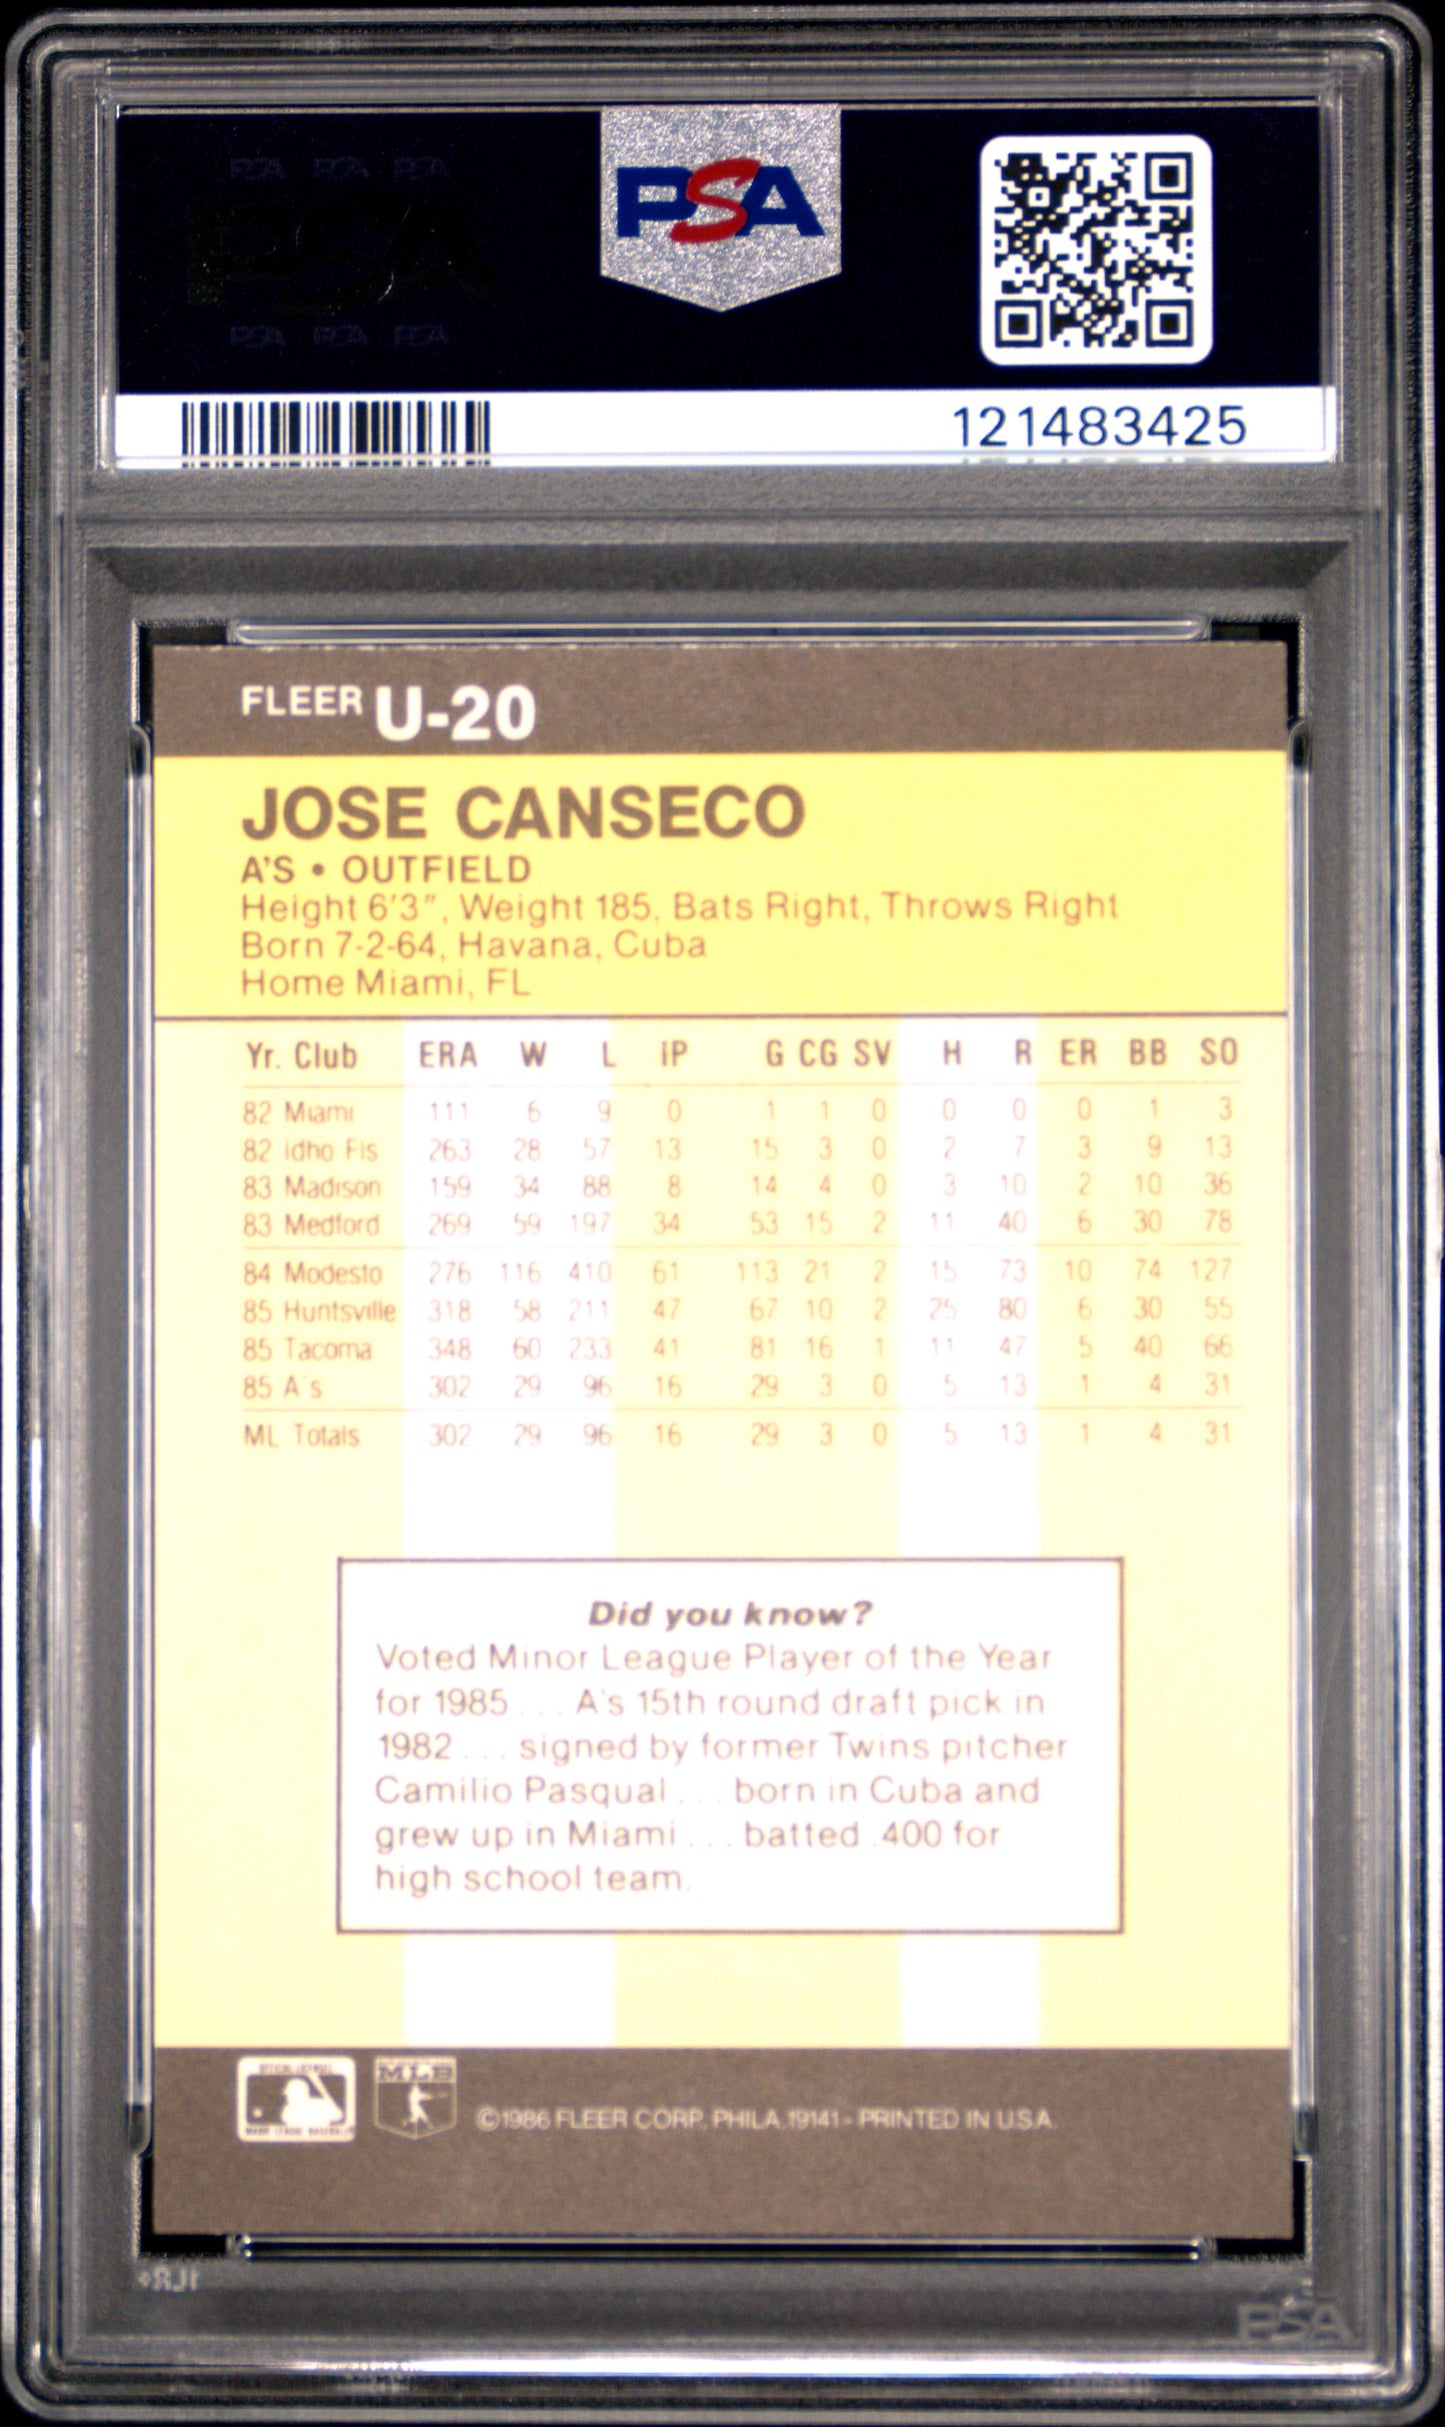 PSA PSA PSA
PSA
PSA PSA PSA
PSA
121483425
FLEER U-20
JOSE CANSECO
A'S • OUTFIELD
Height 6'3", Weight 185, Bats Right, Throws Right
Born 7-2-64, Havana, Cuba
Home Miami, FL
Yr. Club ERA W L IP G CG SV H R ER BB SO
82 Miami 111 6 9 0 1 1 0 0 0 0 1 3
82 Idho Fls 263 28 57 13 15 3 0 2 7 3 9 13
83 Madison 159 34 88 8 14 4 0 3 10 2 10 36
83 Medford 269 59 197 34 53 15 2 11 40 6 30 78
84 Modesto 276 116 410 61 113 21 2 15 73 10 74 127
85 Huntsville 318 58 211 47 67 10 2 25 80 6 30 55
85 Tacoma 348 60 233 41 81 16 1 11 47 5 40 66
85 A's 302 29 96 16 29 3 0 5 13 1 4 31
ML Totals 302 29 96 16 29 3 0 5 13 1 4 31
Did you know?
Voted Minor League Player of the Year
for 1985 . . . A's 15th round draft pick in
1982 . . . signed by former Twins pitcher
Camilio Pasqual . . . born in Cuba and
grew up in Miami . . . batted .400 for
high school team.
MLB
©1986 FLEER CORP. PHILA. 19141 - PRINTED IN U.S.A.
PSA